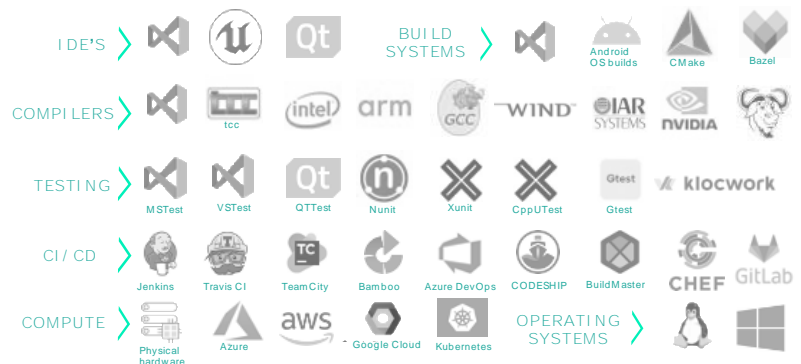 IDE'S
Qt
BUILD
SYSTEMS
Android
OS builds
CMake
Bazel
COMPILERS
tcc
intel
arm
GCC
WIND
IAR
SYSTEMS
NVIDIA
TESTING
MSTest
VSTest
Qt
QTTest
n
Nunit
Xunit
CppUTest
Gtest
Gtest
klocwork
CI / CD
Jenkins
Travis CI
TC
TeamCity
Bamboo
Azure DevOps
CODESHIP
BuildMaster
CHEF
GitLab
COMPUTE
Physical
hardware
Azure
aws
Google Cloud
Kubernetes
OPERATING
SYSTEMS